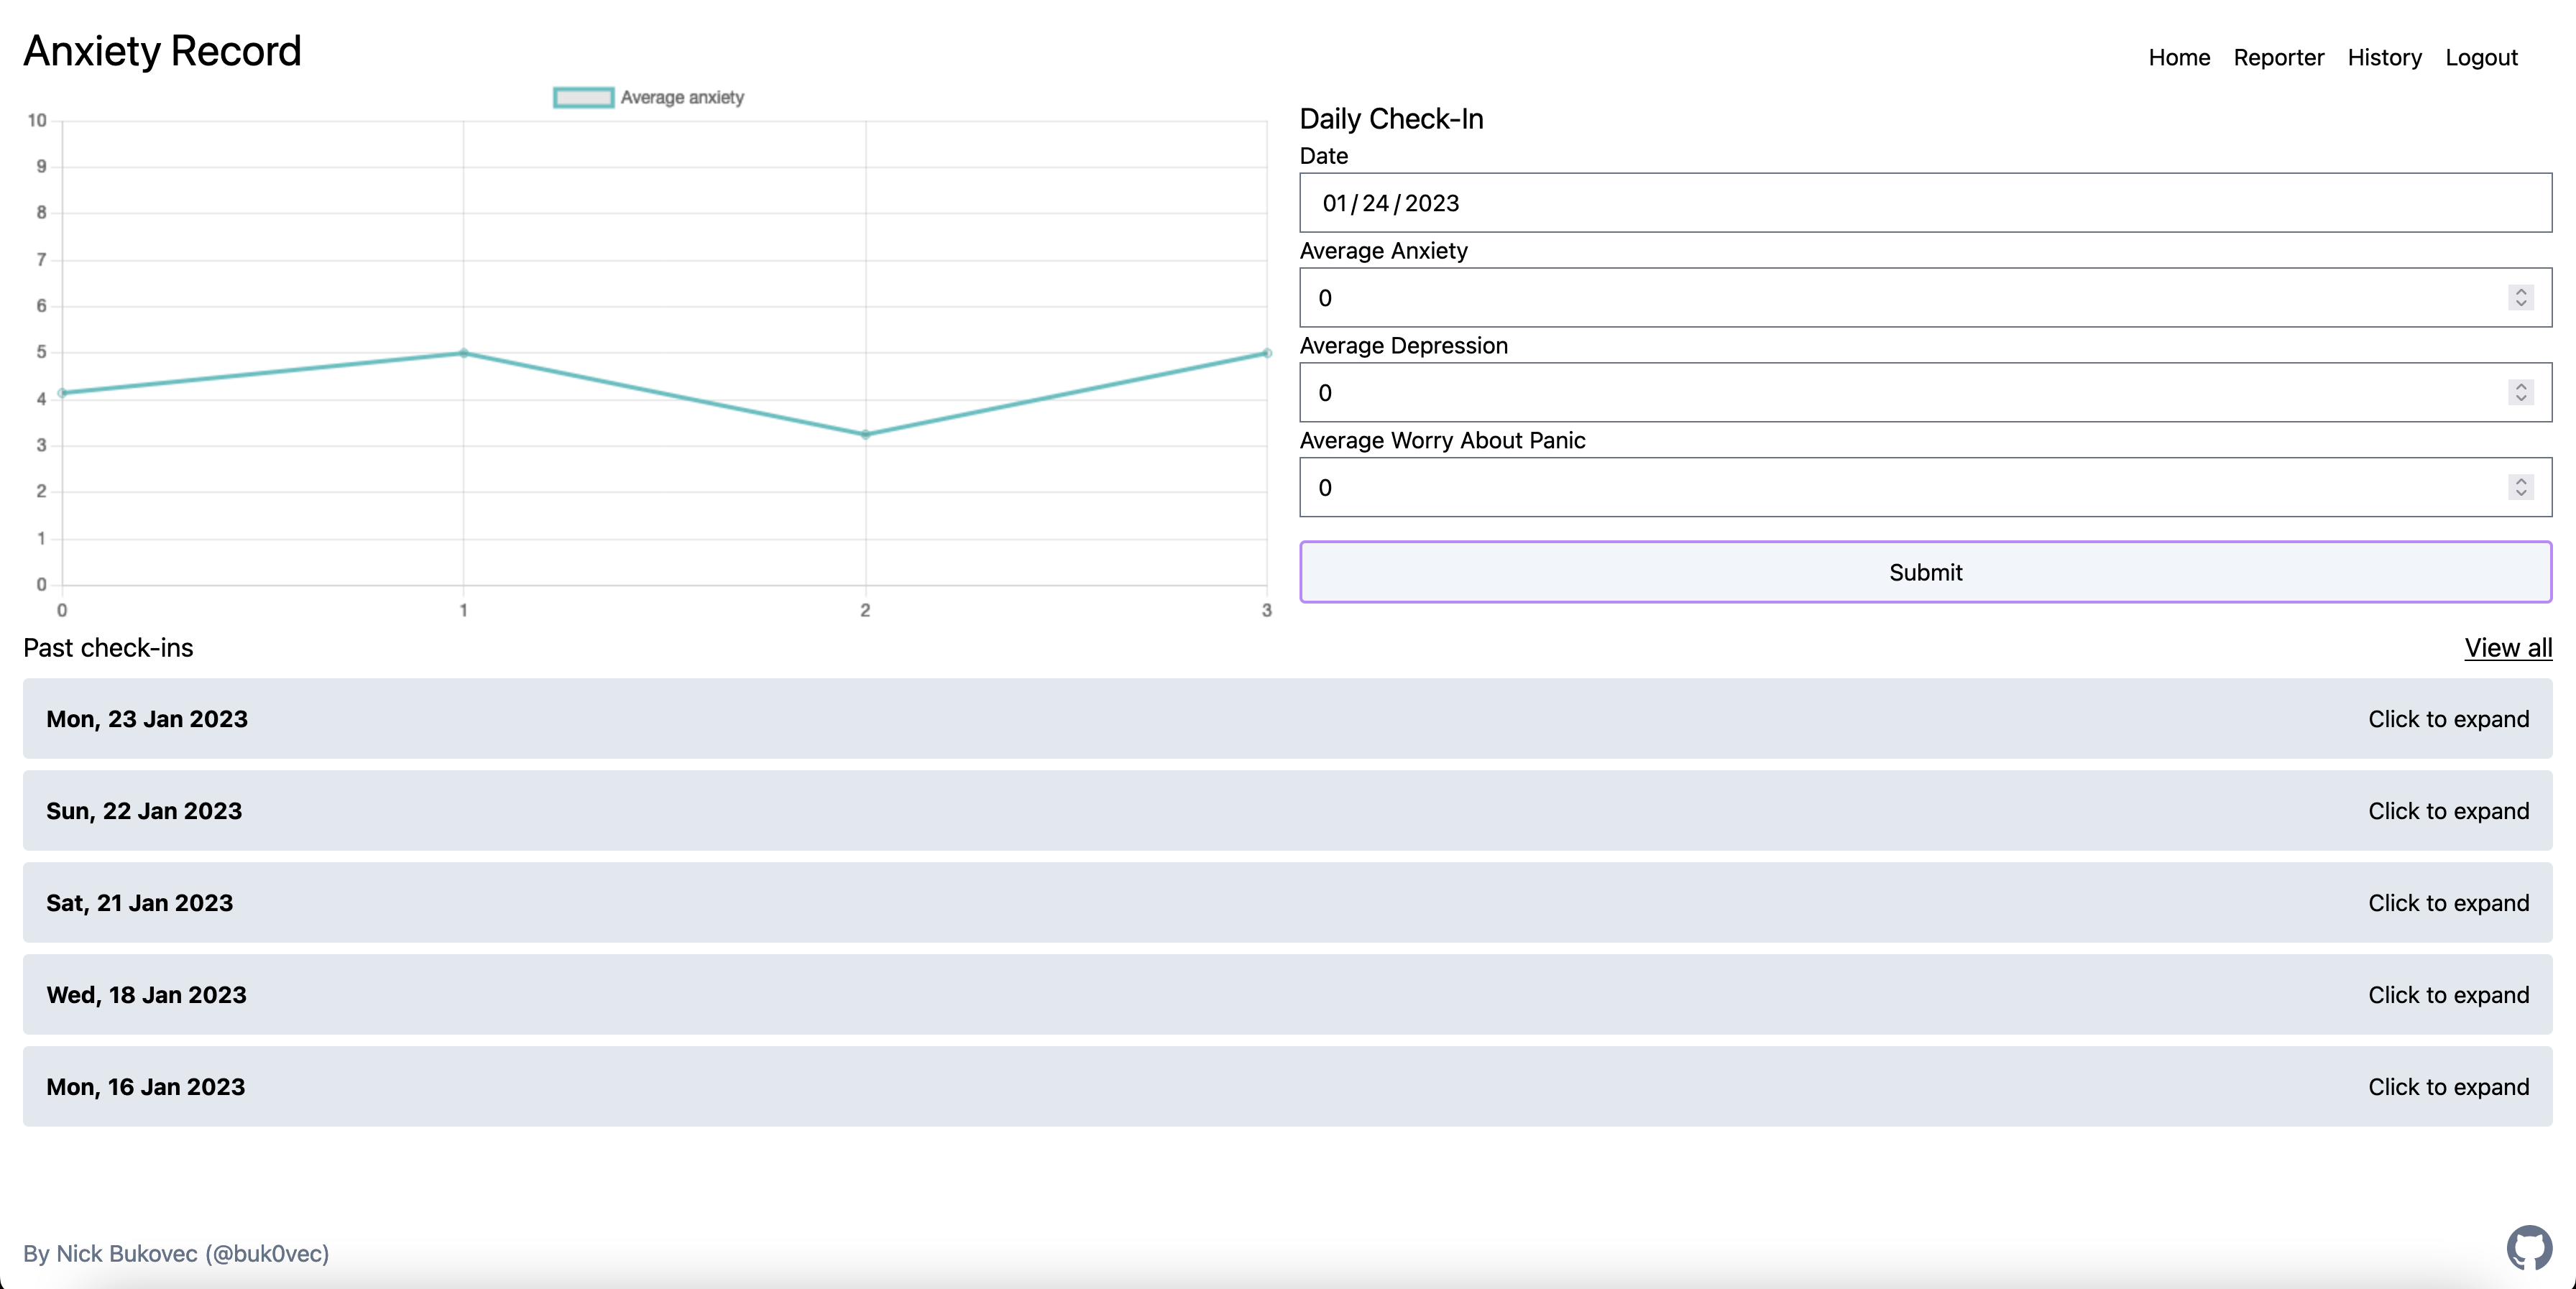 Anxiety Record
Home Reporter History Logout
Average anxiety
10
9
8
7
6
5
4
3
2
1
0
0 1 2 3
Daily Check-In
Date
01/24/2023
Average Anxiety
0
Average Depression
0
Average Worry About Panic
0
Submit
Past check-ins View all
Mon, 23 Jan 2023 Click to expand
Sun, 22 Jan 2023 Click to expand
Sat, 21 Jan 2023 Click to expand
Wed, 18 Jan 2023 Click to expand
Mon, 16 Jan 2023 Click to expand
By Nick Bukovec (@buk0vec)